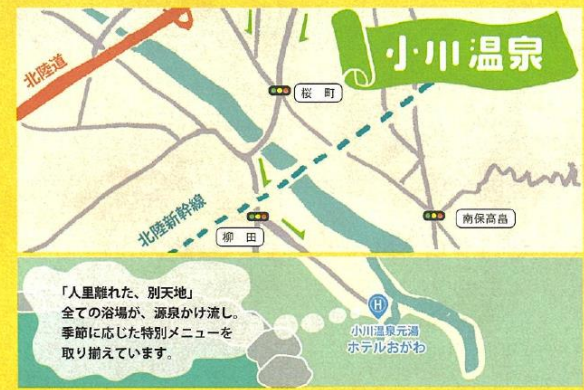 小川温泉
北陸道
桜 町
北陸新幹線
南保高畠
柳 田
「人里離れた、別天地」
全ての浴場が、源泉かけ流し。
季節に応じた特別メニューを
取り揃えています。
H
小川温泉元湯
ホテルおがわ